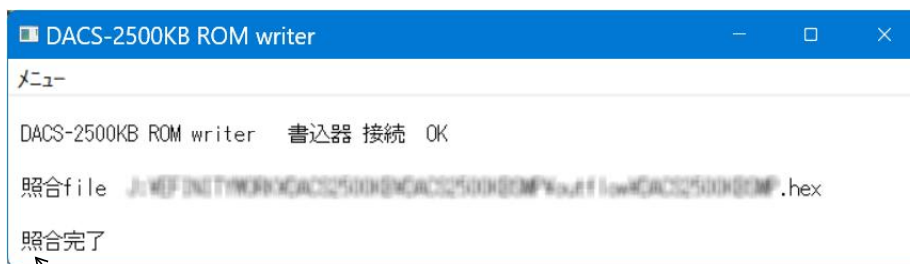 DACS-2500KB ROM writer
メニュー
DACS-2500KB ROM writer 書込器 接続 OK
照合file .hex
照合完了